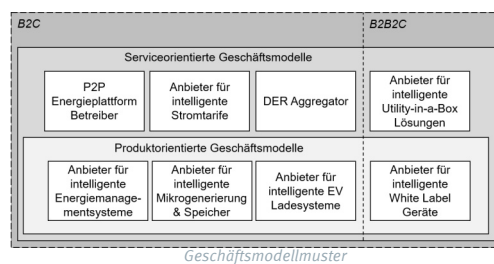 B2C
B2B2C
Serviceorientierte Geschäftsmodelle
P2P
Energieplattform
Betreiber
Anbieter für
intelligente
Stromtarife
DER Aggregator
Anbieter für
intelligente
Utility-in-a-Box
Lösungen
Produktorientierte Geschäftsmodelle
Anbieter für
intelligente
Energiemanage-
mentsysteme
Anbieter für
intelligente
Mikrogenerierung
& Speicher
Anbieter für
intelligente EV
Ladesysteme
Anbieter für
intelligente
White Label
Geräte
Geschäftsmodellmuster